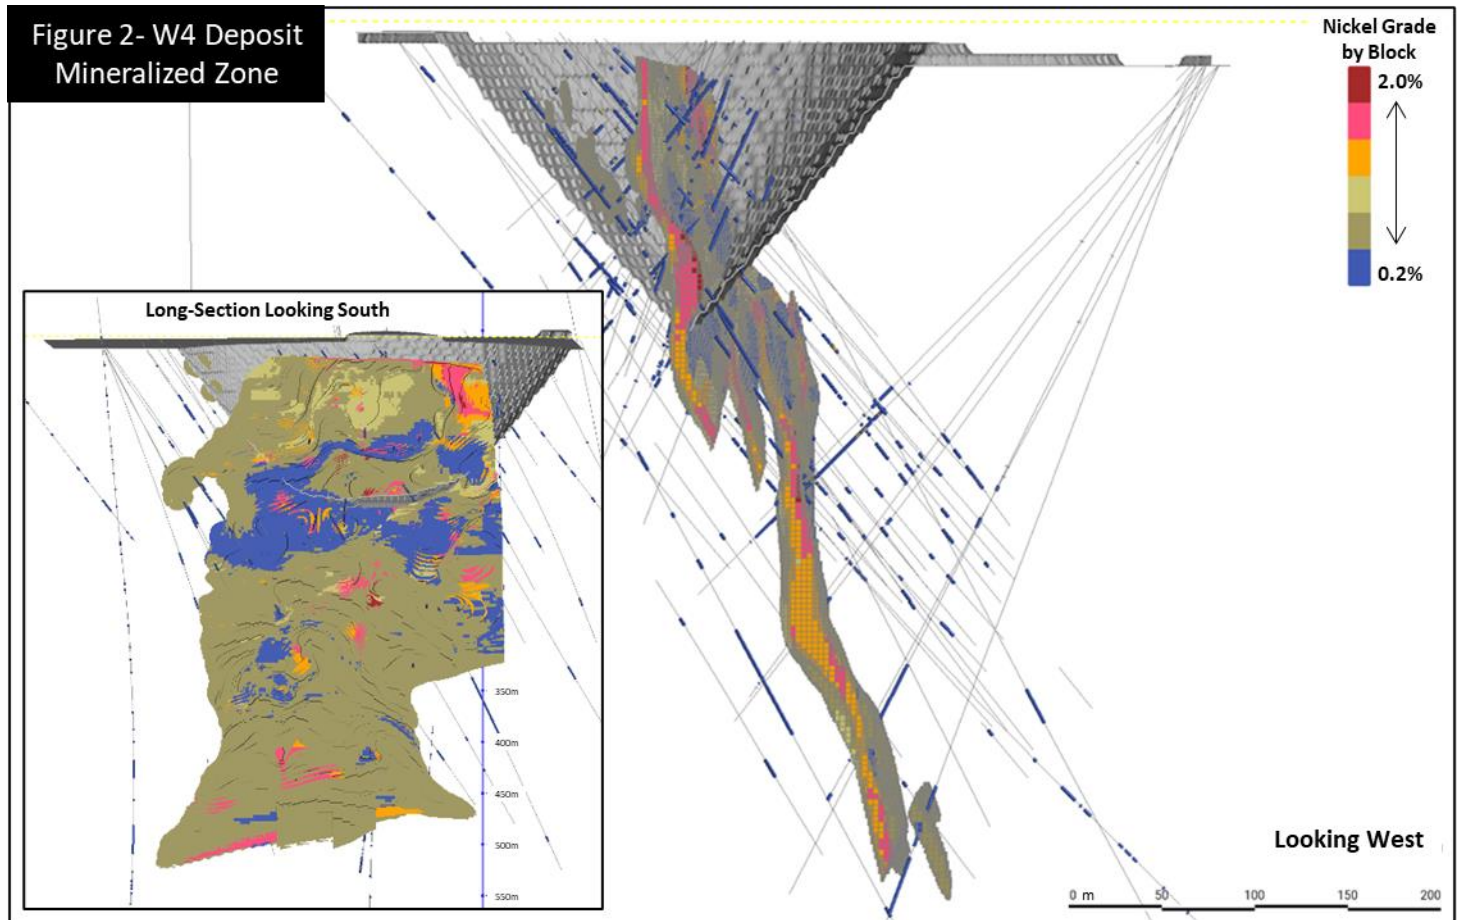 Figure 2- W4 Deposit
Mineralized Zone
Nickel Grade
by Block
2.0%
0.2%
Long-Section Looking South
350m
400m
450m
500m
550m
Looking West
0 m 50 100 150 200